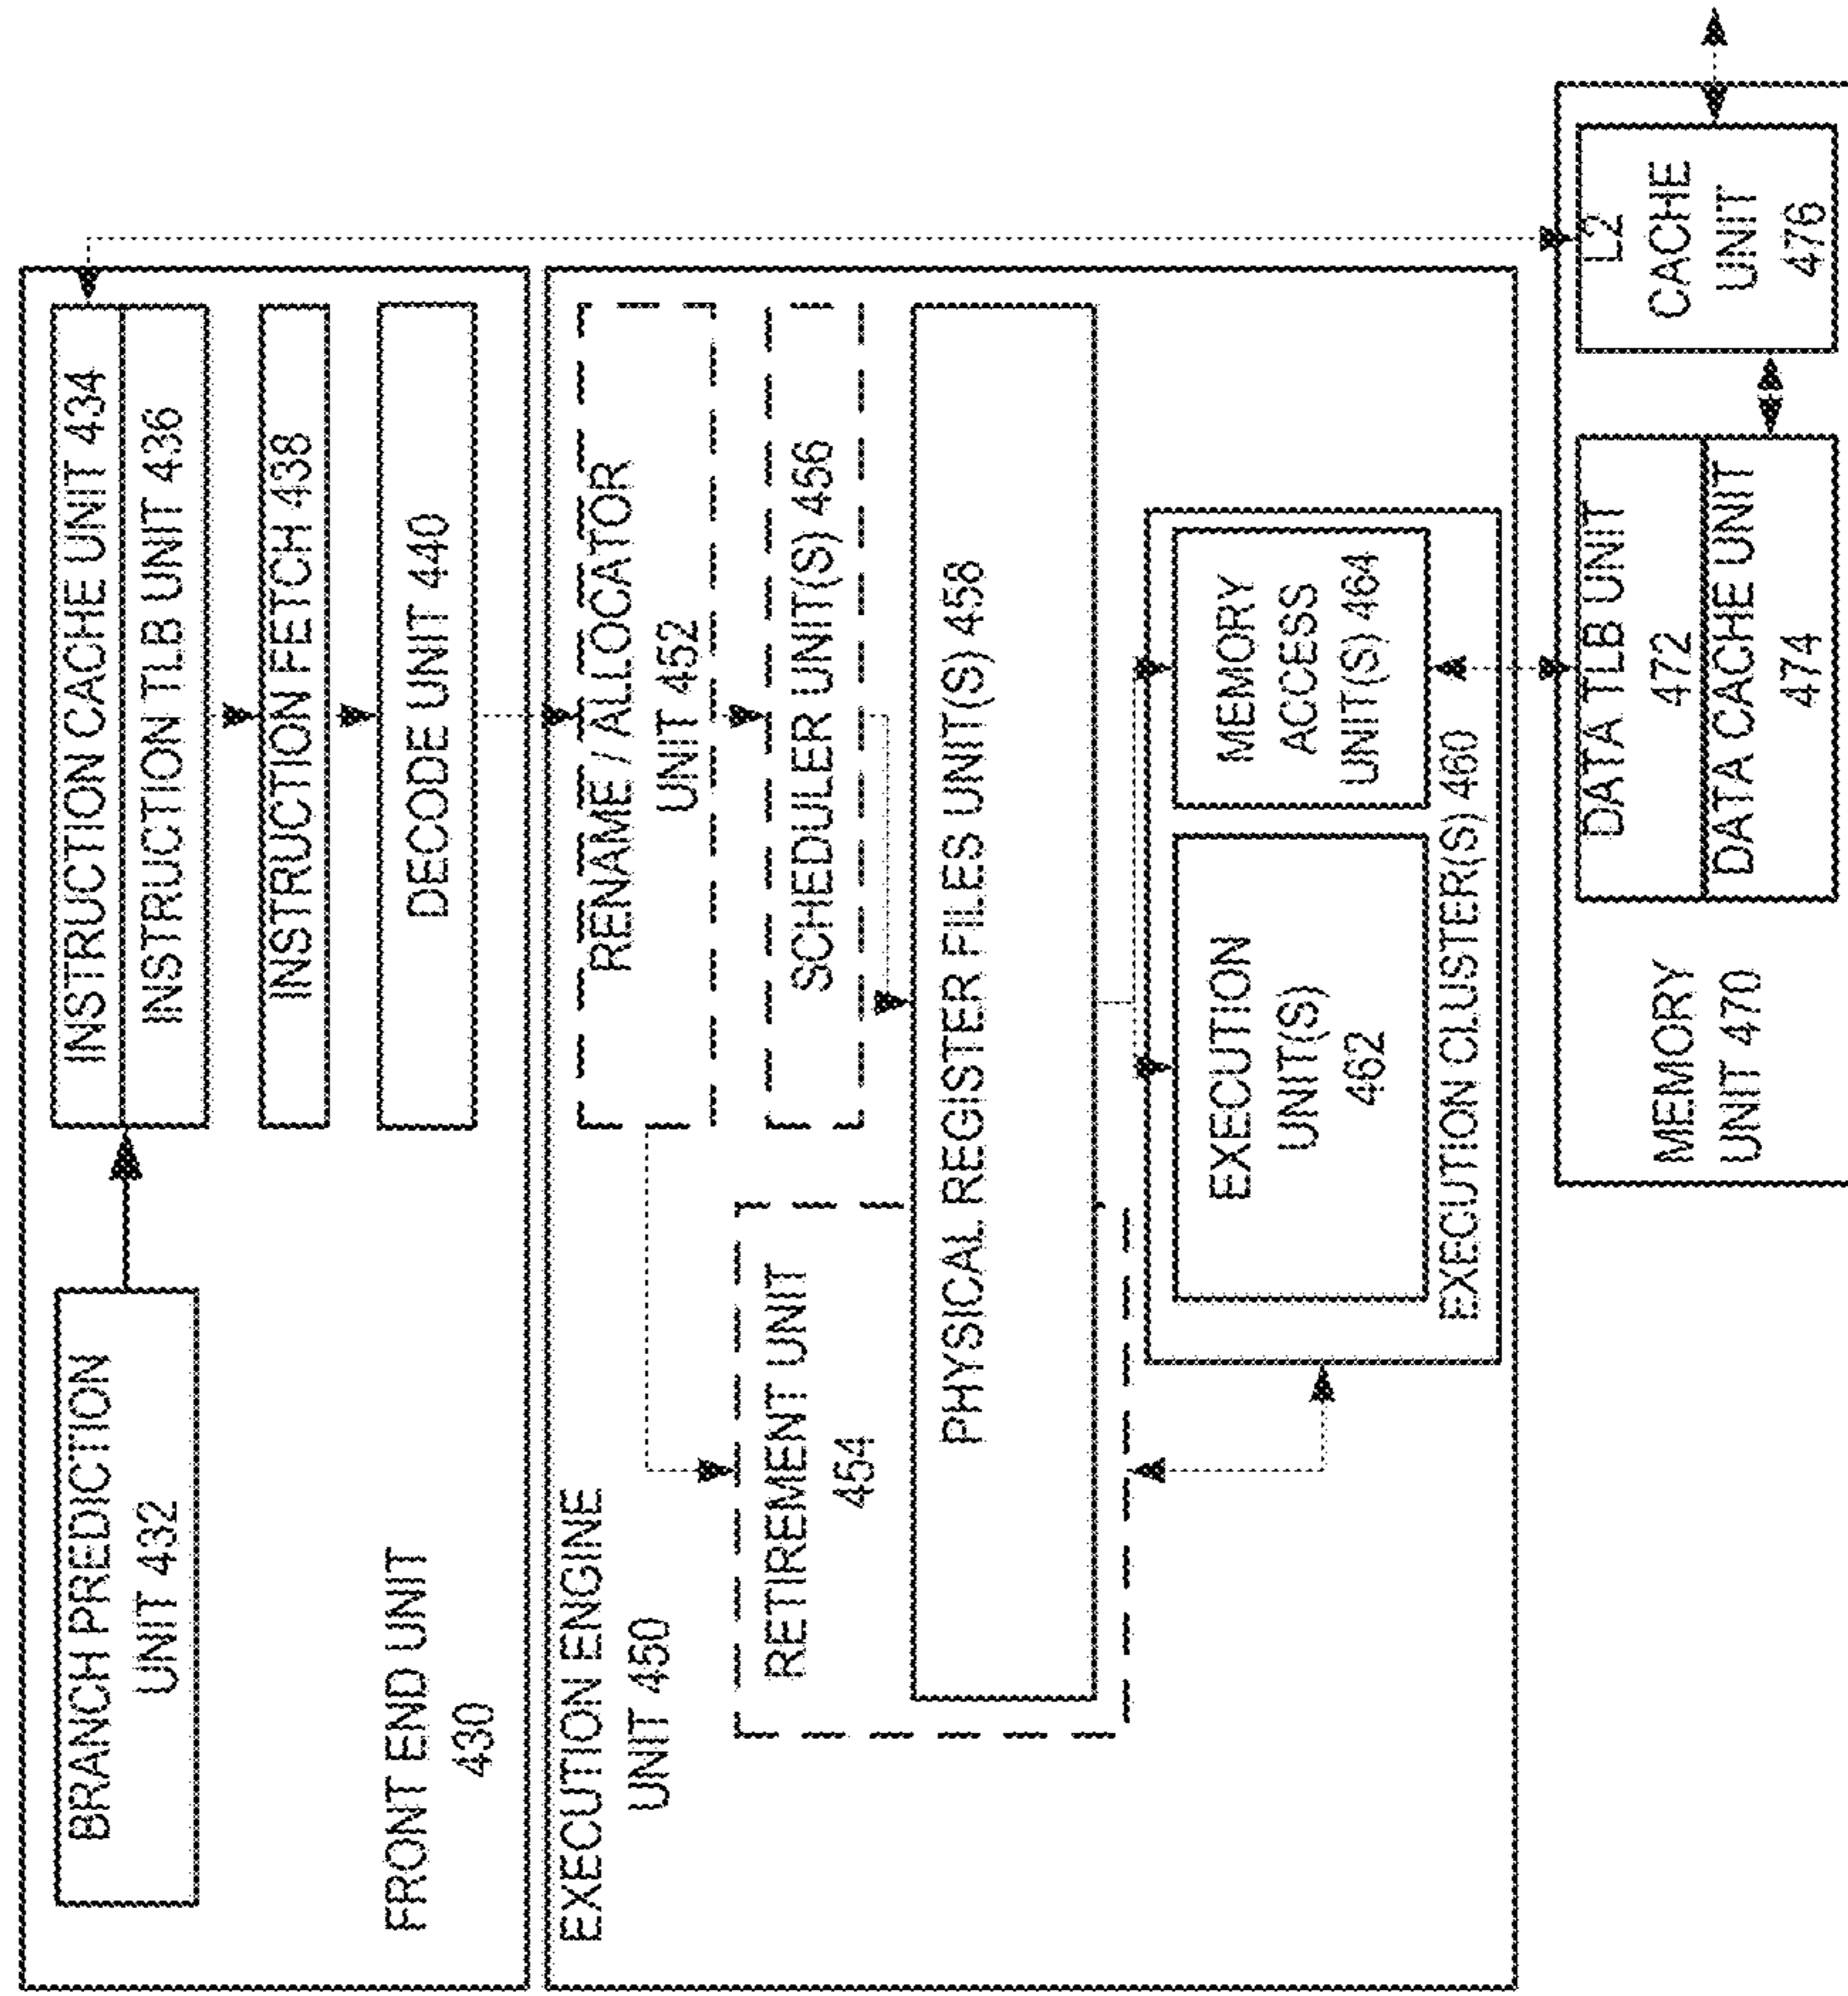 BRANCH PREDICTION
UNIT 432
INSTRUCTION CACHE UNIT 434
INSTRUCTION TLB UNIT 436
INSTRUCTION FETCH 438
DECODE UNIT 440
FRONT END UNIT
430
EXECUTION ENGINE
UNIT 450
RENAME / ALLOCATOR
UNIT 452
RETIREMENT UNIT
454
SCHEDULER UNIT(S) 456
PHYSICAL REGISTER FILES UNIT(S) 458
EXECUTION
UNIT(S)
462
MEMORY
ACCESS
UNIT(S) 464
EXECUTION CLUSTER(S) 460
MEMORY
UNIT 470
DATA TLB UNIT
472
DATA CACHE UNIT
474
L2
CACHE
UNIT
476